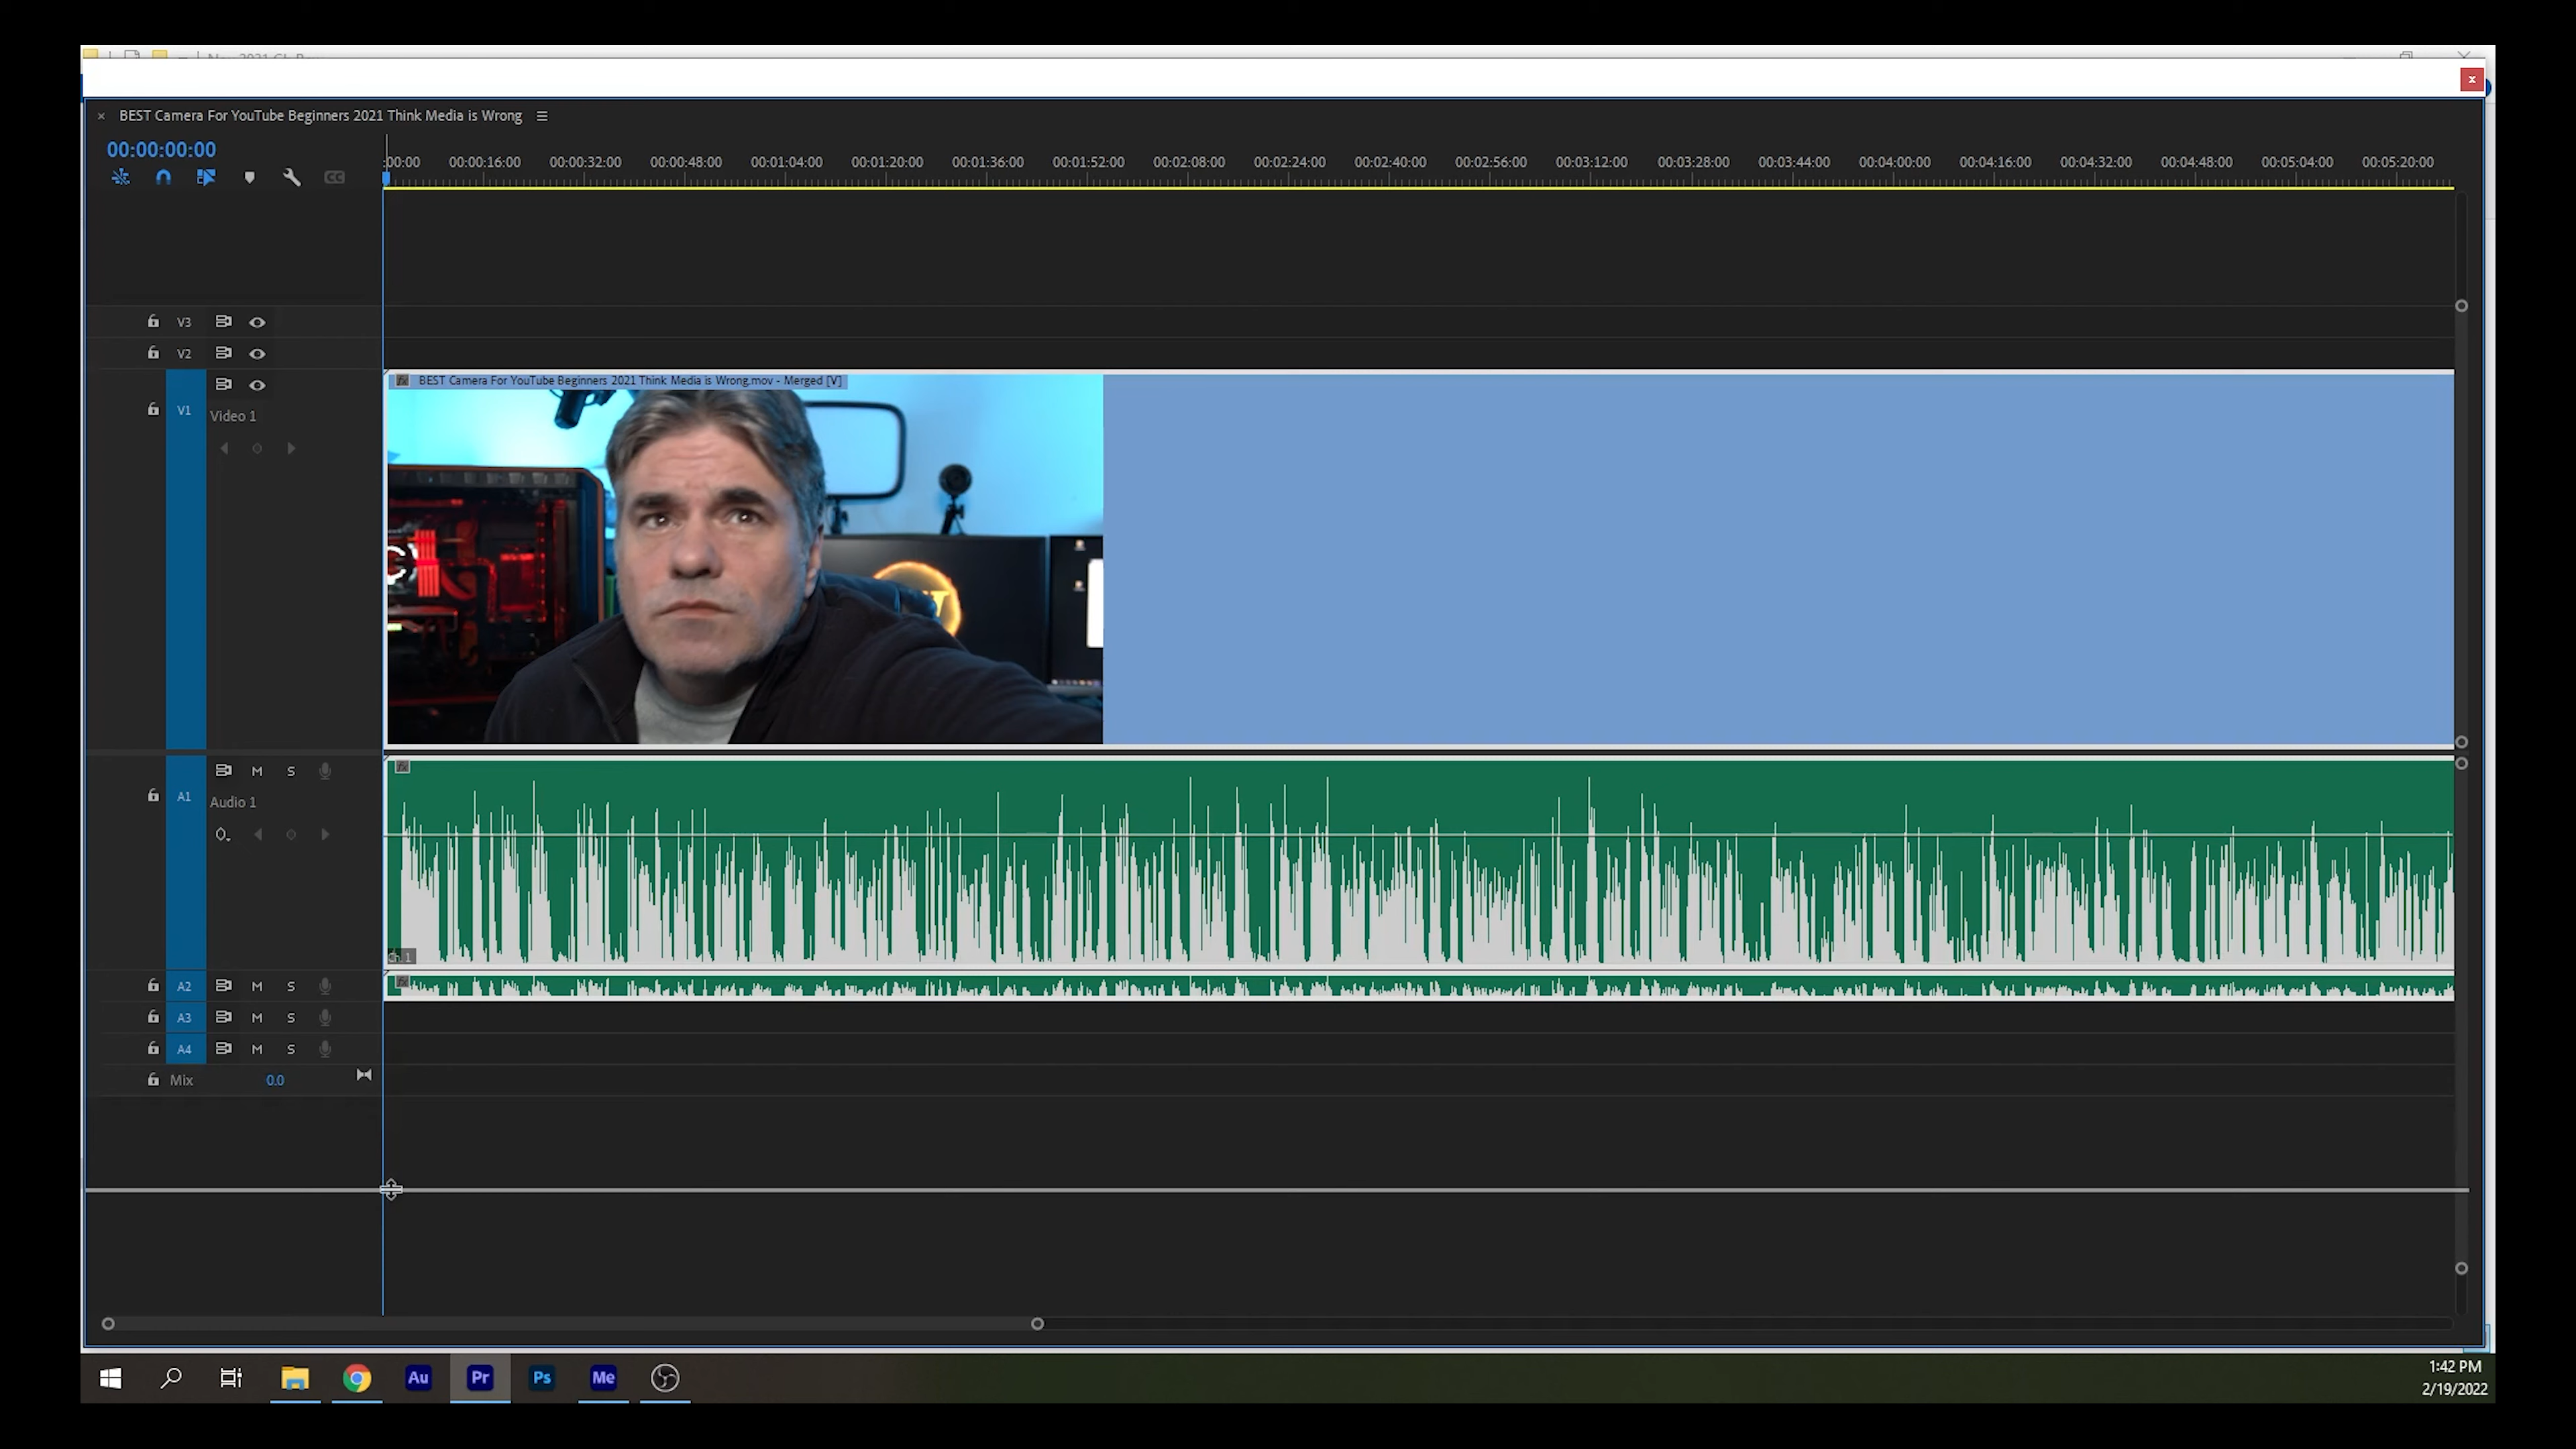 BEST Camera For YouTube Beginners 2021 Think Media is Wrong
00:00:00:00
:00:00 00:00:16:00 00:00:32:00 00:00:48:00 00:01:04:00 00:01:20:00 00:01:36:00 00:01:52:00 00:02:08:00 00:02:24:00 00:02:40:00 00:02:56:00 00:03:12:00 00:03:28:00 00:03:44:00 00:04:00:00 00:04:16:00 00:04:32:00 00:04:48:00 00:05:04:00 00:05:20:00
CC
V3
V2
fx BEST Camera For YouTube Beginners 2021 Think Media is Wrong.mov - Merged [V]
V1
Video 1
M S
fx
A1
Audio 1
Ch. 1
A2 M S
fx
A3 M S
A4 M S
Mix 0.0
Au Pr Ps Me
1:42 PM
2/19/2022